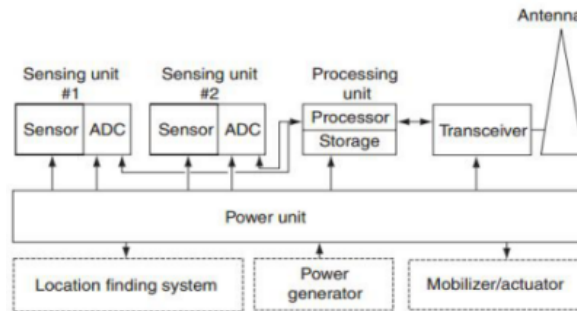 Antenna
Sensing unit
#1
Sensing unit
#2
Processing
unit
Sensor
ADC
Sensor
ADC
Processor
Storage
Transceiver
Power unit
Location finding system
Power
generator
Mobilizer/actuator